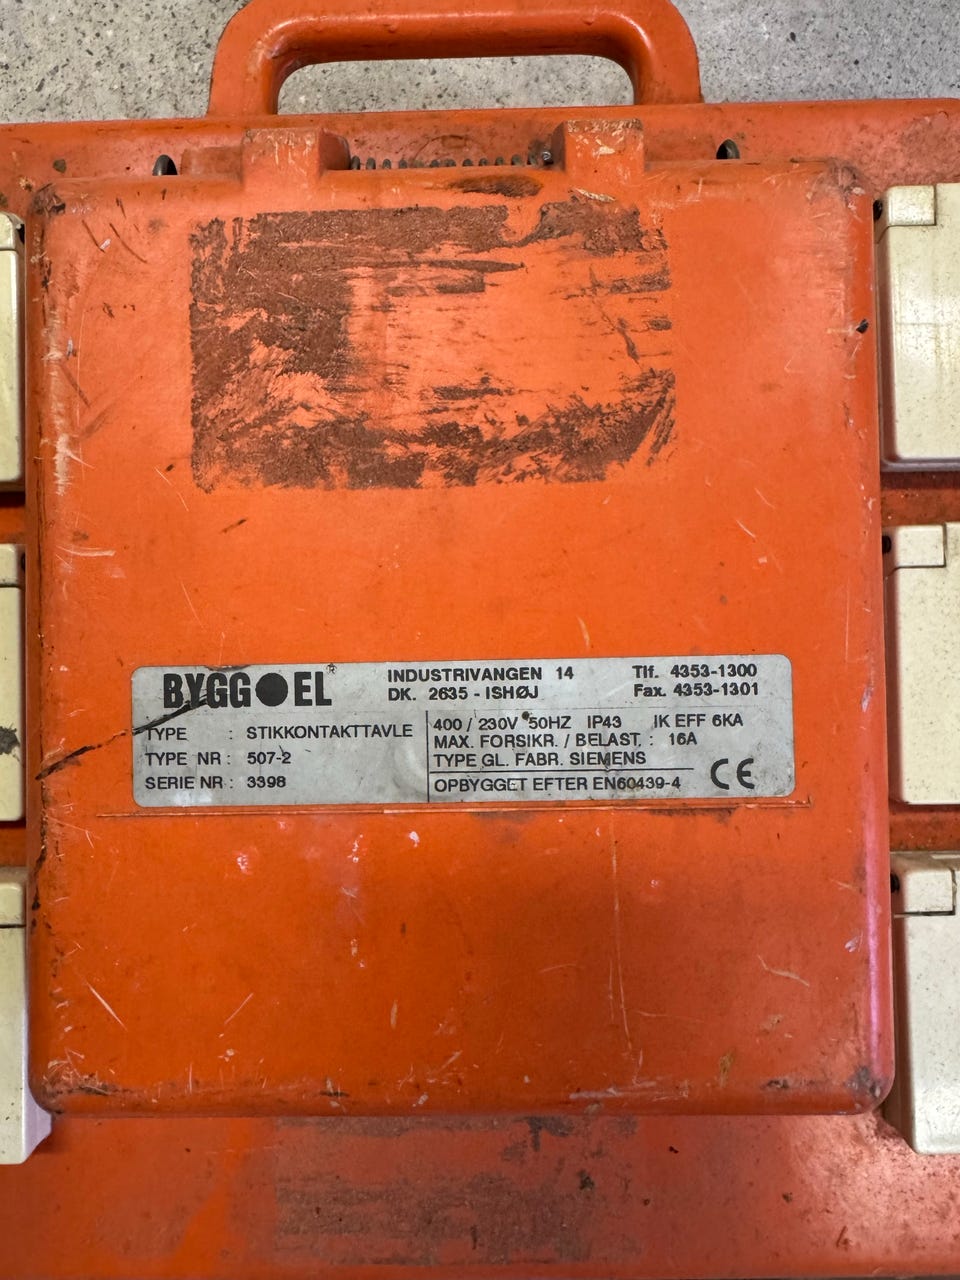 BYGG●EL
INDUSTRIVANGEN 14
DK. 2635 - ISHØJ
Tlf. 4353-1300
Fax. 4353-1301
TYPE : STIKKONTAKTTAVLE
TYPE NR : 507-2
SERIE NR : 3398
400 / 230V 50HZ IP43 IK EFF 6KA
MAX. FORSIKR. / BELAST. : 16A
TYPE GL. FABR. SIEMENS
OPBYGGET EFTER EN60439-4
CE